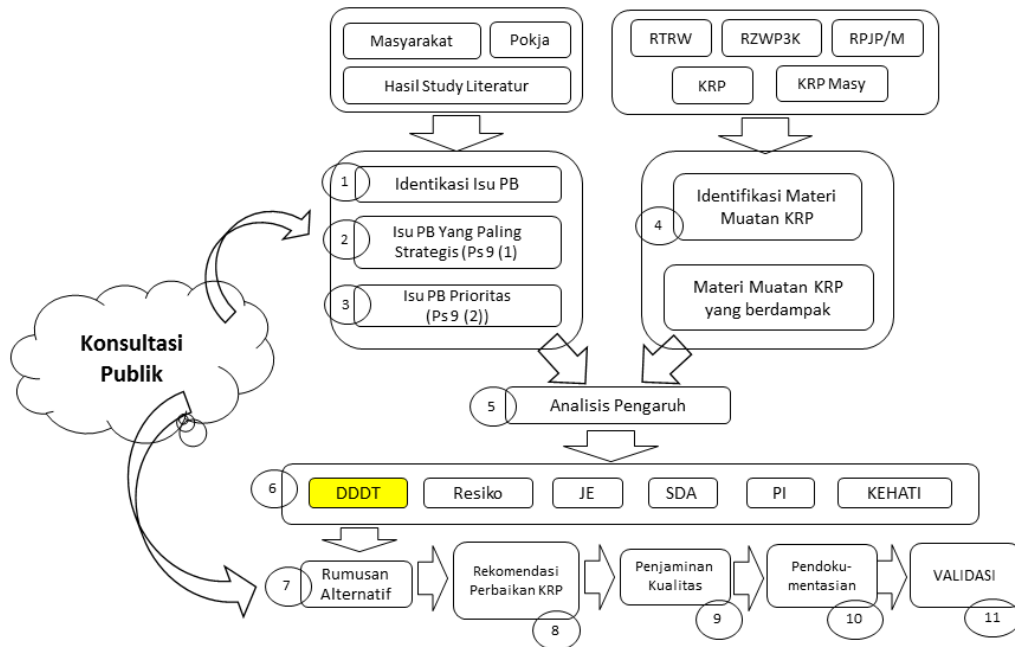 Masyarakat
Pokja
Hasil Study Literatur
RTRW
RZWP3K
RPJP/M
KRP
KRP Masy
1
Identikasi Isu PB
2
Isu PB Yang Paling
Strategis (Ps 9 (1)
3
Isu PB Prioritas
(Ps 9 (2))
4
Identifikasi Materi
Muatan KRP
Materi Muatan KRP
yang berdampak
Konsultasi
Publik
5
Analisis Pengaruh
6
DDDT
Resiko
JE
SDA
PI
KEHATI
7
Rumusan
Alternatif
Rekomendasi
Perbaikan KRP
8
Penjaminan
Kualitas
9
Pendoku-
mentasian
10
VALIDASI
11